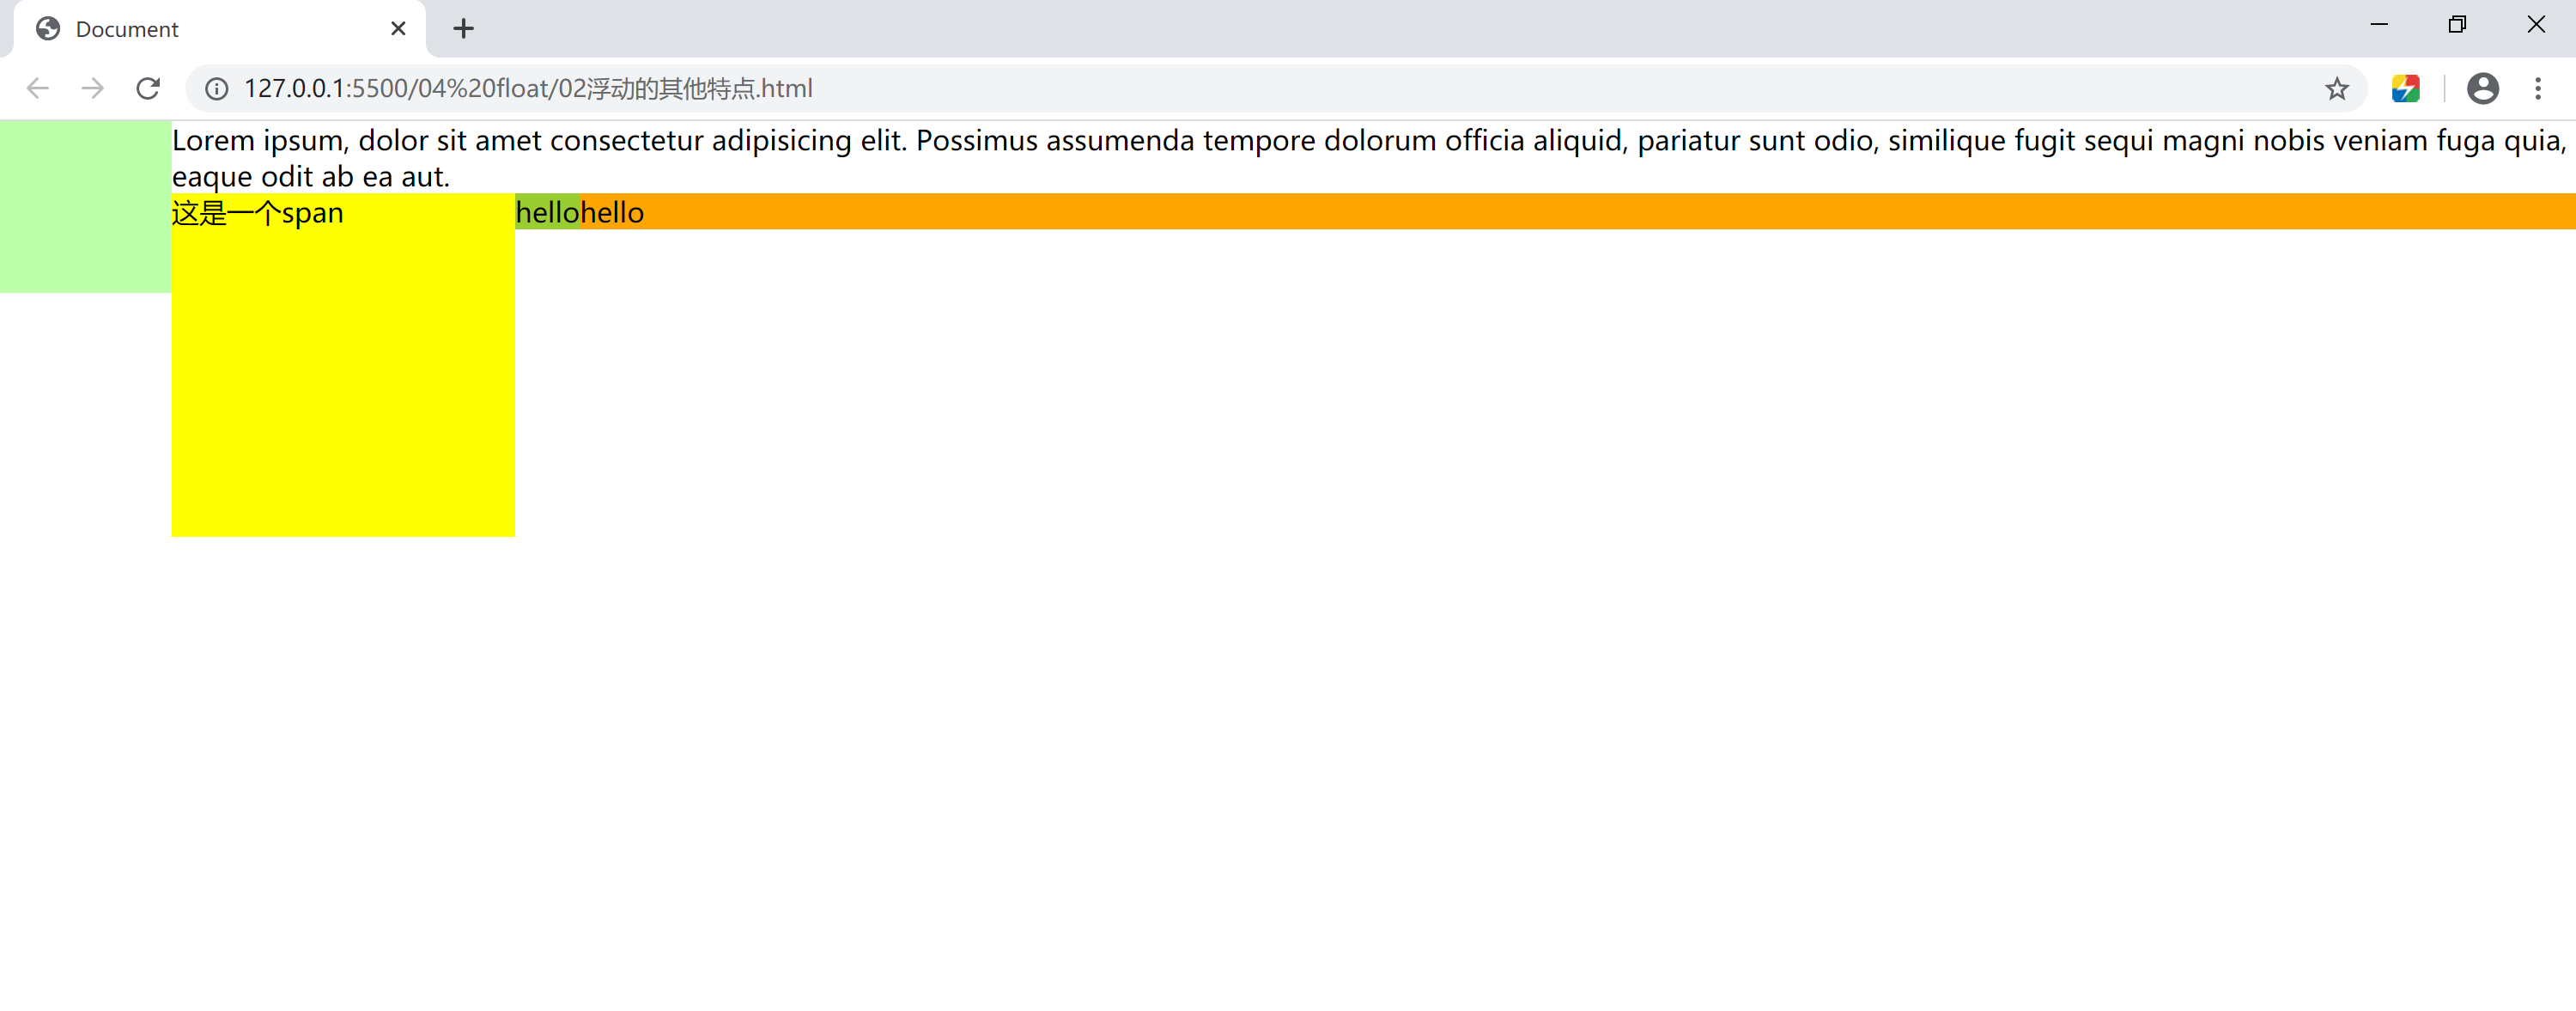 Document
127.0.0.1:5500/04%20float/02浮动的其他特点.html
Lorem ipsum, dolor sit amet consectetur adipisicing elit. Possimus assumenda tempore dolorum officia aliquid, pariatur sunt odio, similique fugit sequi magni nobis veniam fuga quia,
eaque odit ab ea aut.
这是一个span hellohello